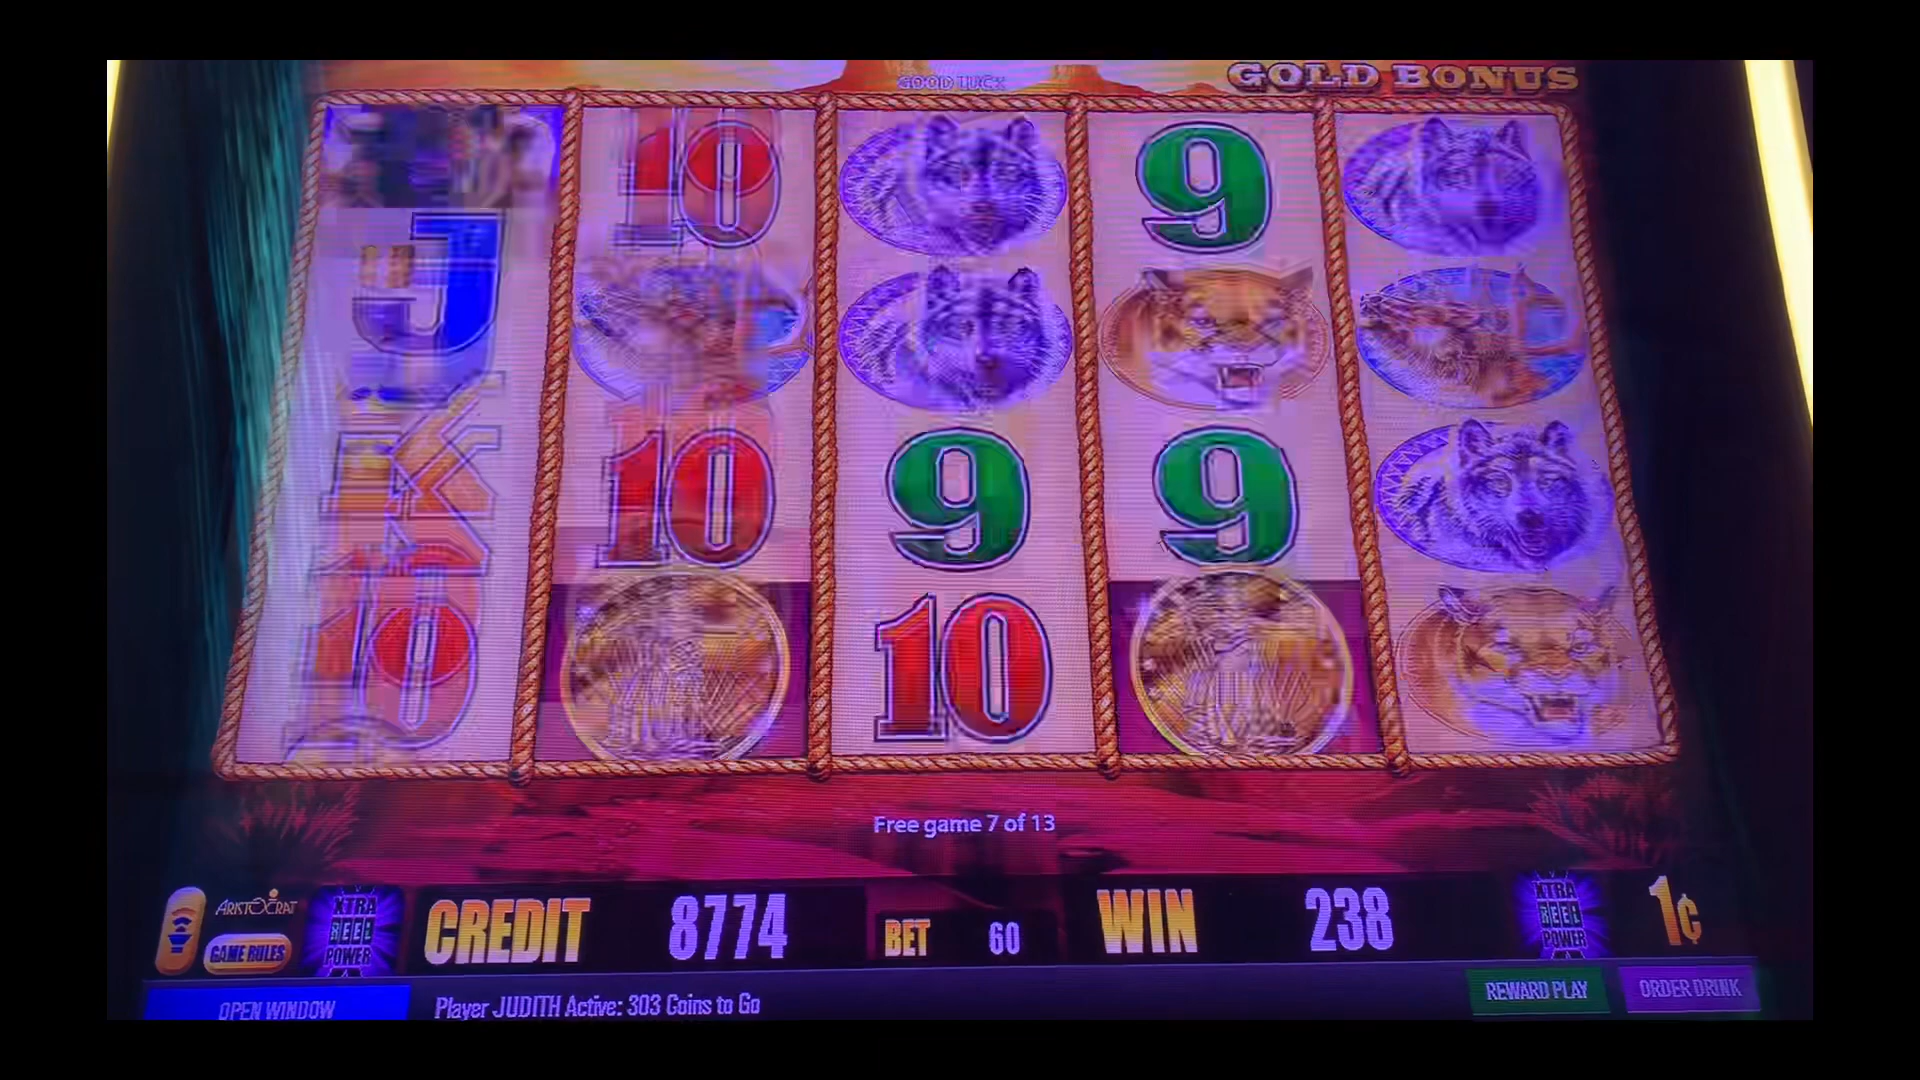 GOOD LUCK
GOLD BONUS
10 9
J
K 10 9 9
10 10
Free game 7 of 13
ARISTOCRAT
GAME RULES
XTRA
REEL
POWER
CREDIT 8774
BET 60
WIN 238
XTRA
REEL
POWER
1¢
OPEN WINDOW
Player JUDITH Active: 303 Coins to Go
REWARD PLAY
ORDER DRINK